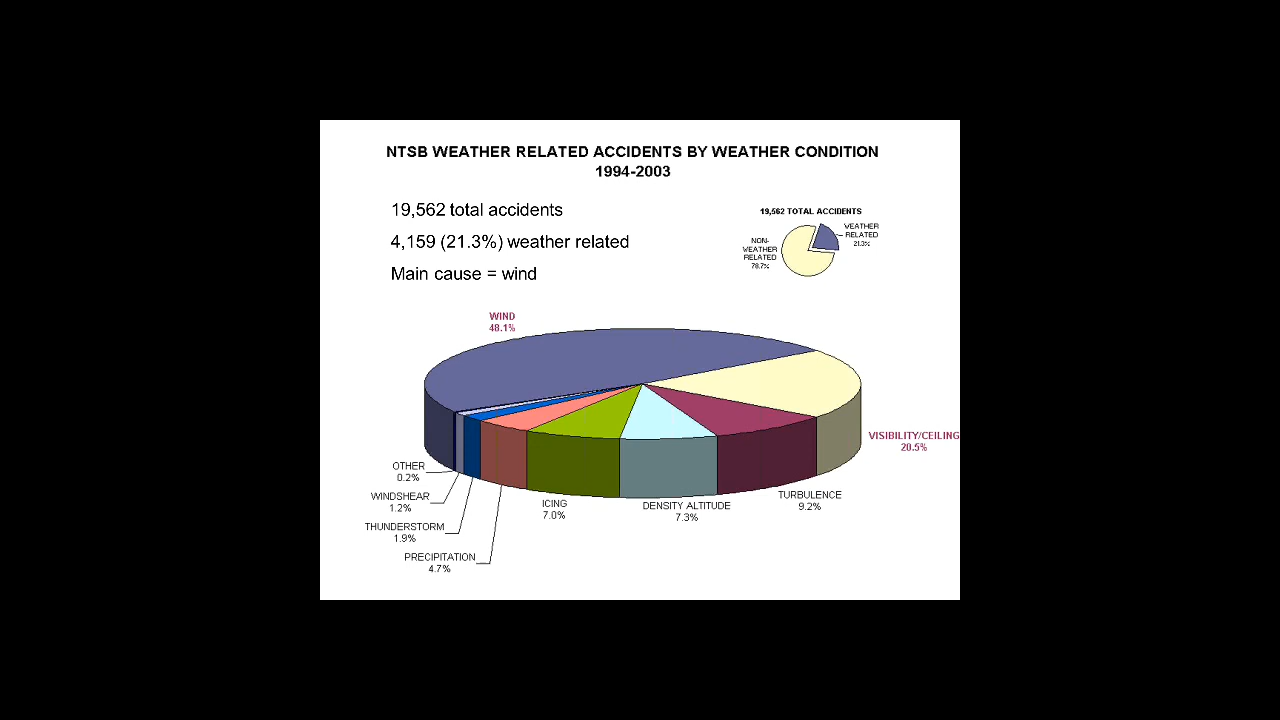 NTSB WEATHER RELATED ACCIDENTS BY WEATHER CONDITION
1994-2003
19,562 total accidents
4,159 (21.3%) weather related
Main cause = wind
19,562 TOTAL ACCIDENTS
WEATHER
RELATED
21.3%
NON-
WEATHER
RELATED
78.7%
WIND
48.1%
VISIBILITY/CEILING
20.5%
OTHER
0.2%
WINDSHEAR
1.2%
THUNDERSTORM
1.9%
PRECIPITATION
4.7%
ICING
7.0%
DENSITY ALTITUDE
7.3%
TURBULENCE
9.2%